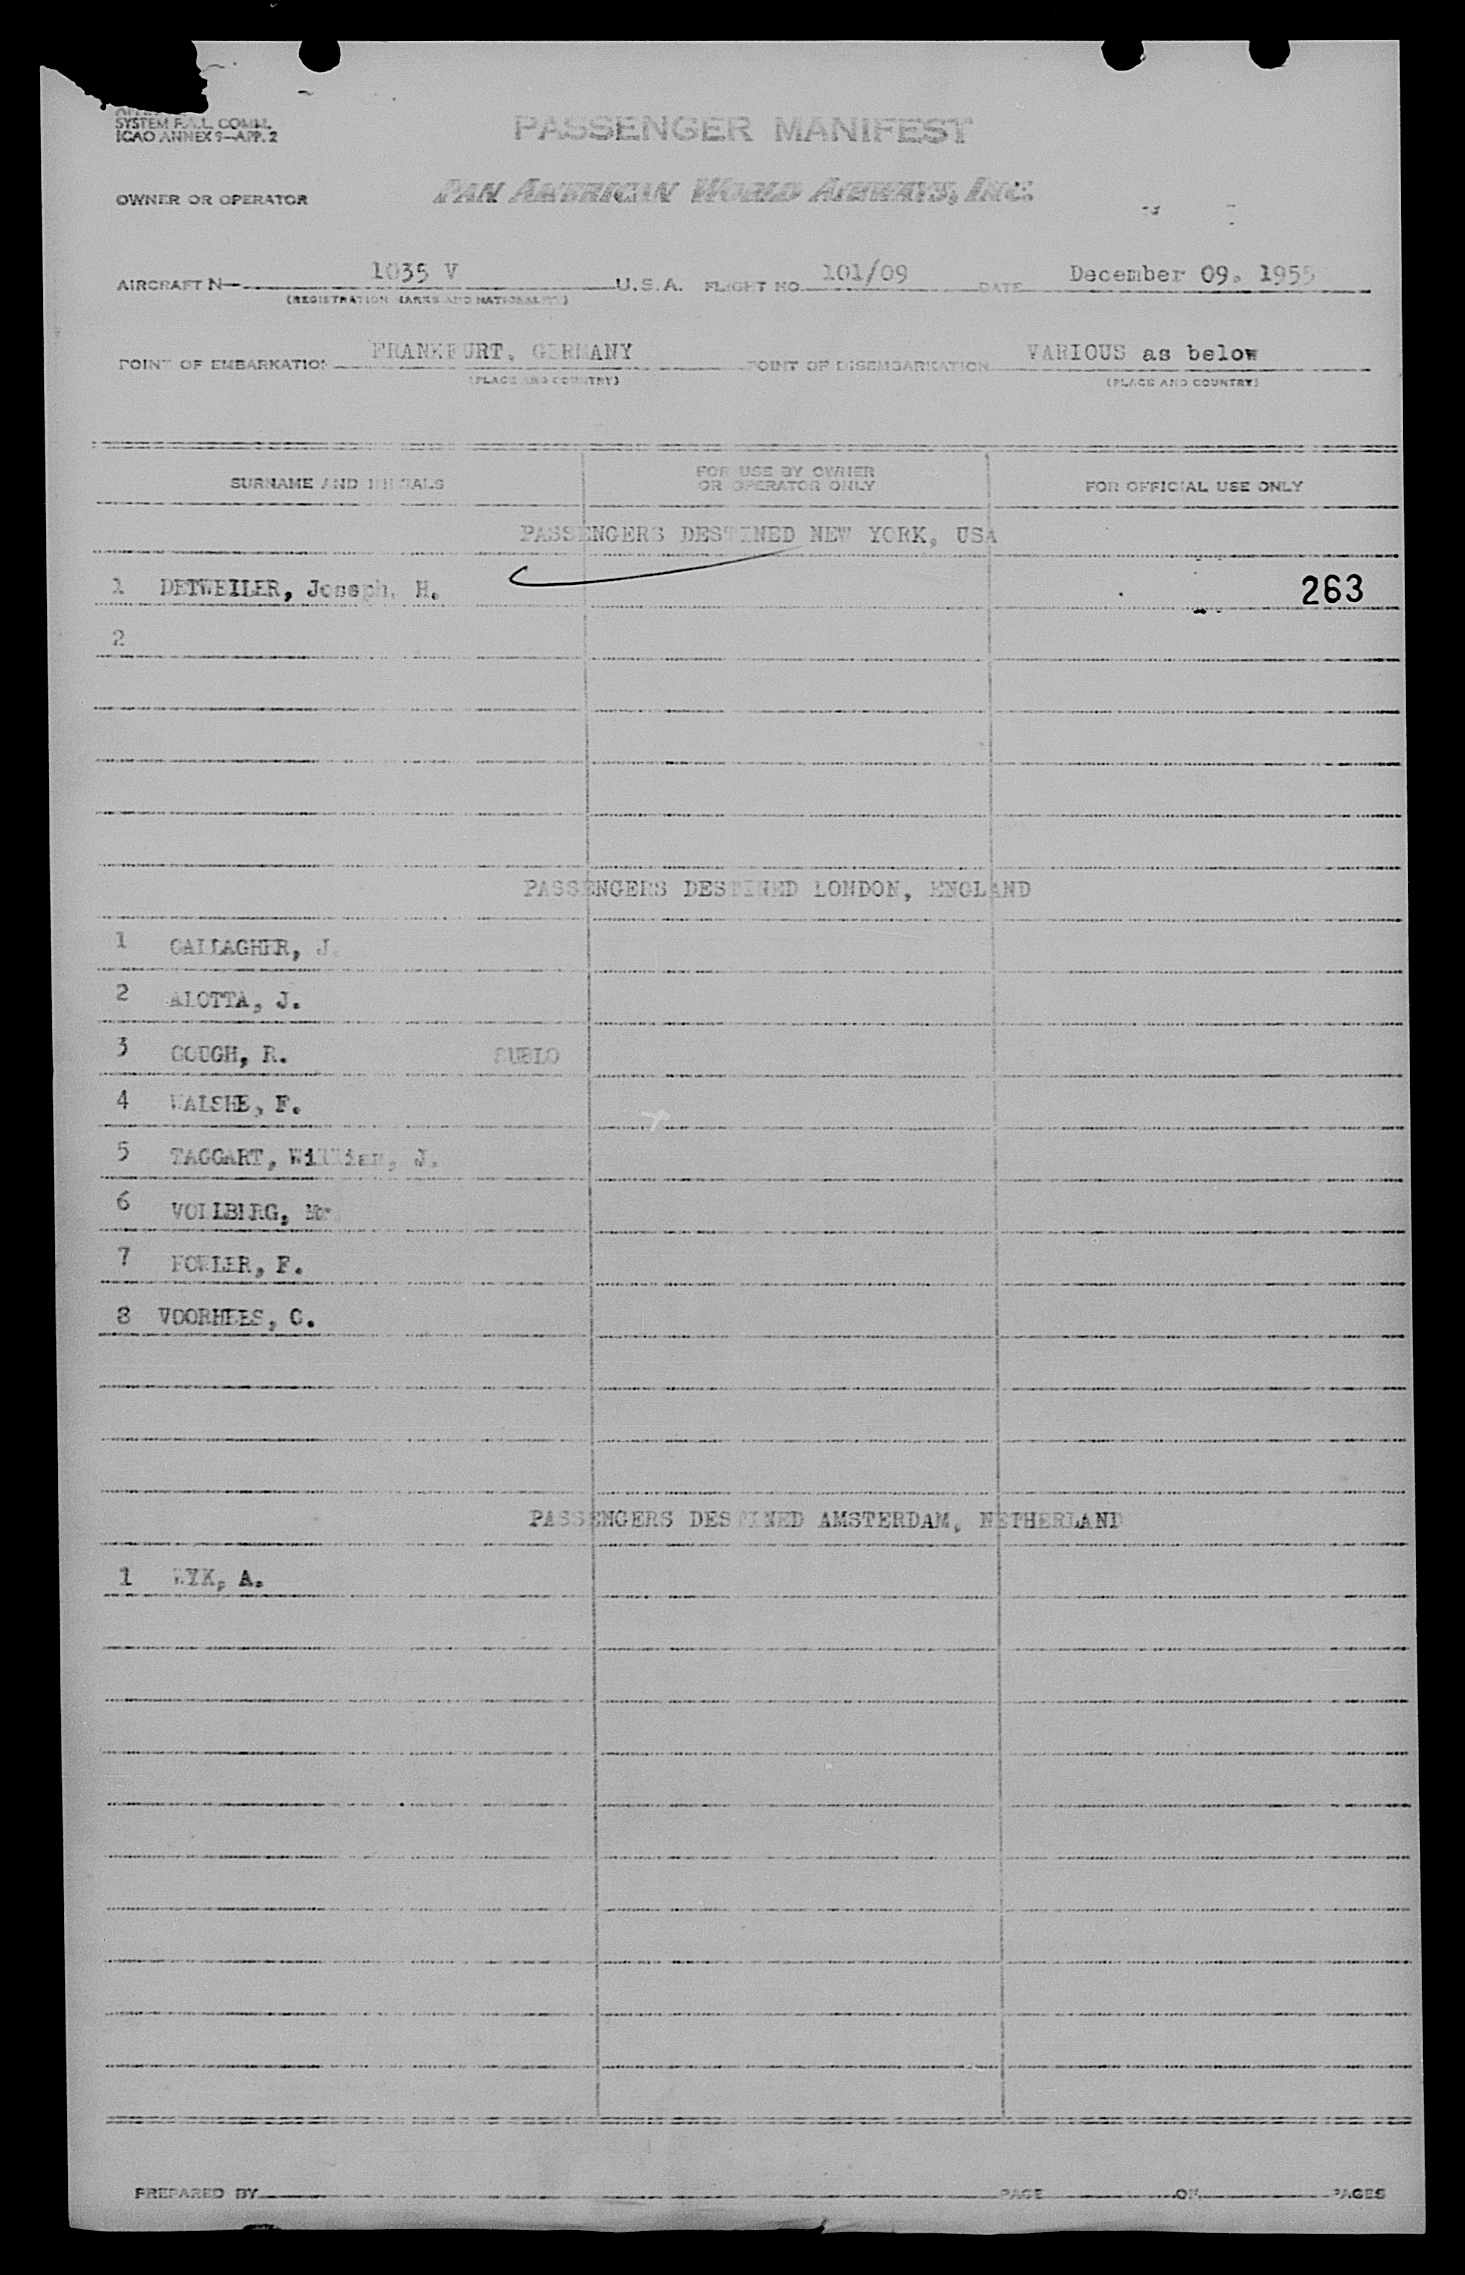 SYSTEM F.A.L. COMM.
ICAO ANNEX 9—APP. 2
PASSENGER MANIFEST
OWNER OR OPERATOR
PAN AMERICAN WORLD AIRWAYS, INC.
AIRCRAFT N— 1035 V U.S.A. FLIGHT NO. 101/09 DATE December 09. 1955
(REGISTRATION MARKS AND NATIONALITY)
POINT OF EMBARKATION FRANKFURT, GERMANY POINT OF DISEMBARKATION VARIOUS as below
(PLACE AND COUNTRY) (PLACE AND COUNTRY)
SURNAME AND INITIALS FOR USE BY OWNER OR OPERATOR ONLY FOR OFFICIAL USE ONLY
PASSENGERS DESTINED NEW YORK, USA
1 DETWEILER, Joseph, H. 263
2
PASSENGERS DESTINED LONDON, ENGLAND
1 GALLAGHER, J.
2 ALOTTA, J.
3 GOUGH, R. SUBLO
4 WALSHE, F.
5 TAGGART, William, J.
6 VOLLBERG, Mr
7 FOWLER, F.
8 VOORHEES, C.
PASSENGERS DESTINED AMSTERDAM, NETHERLAND
1 WYK, A.
PREPARED BY PAGE OF PAGES